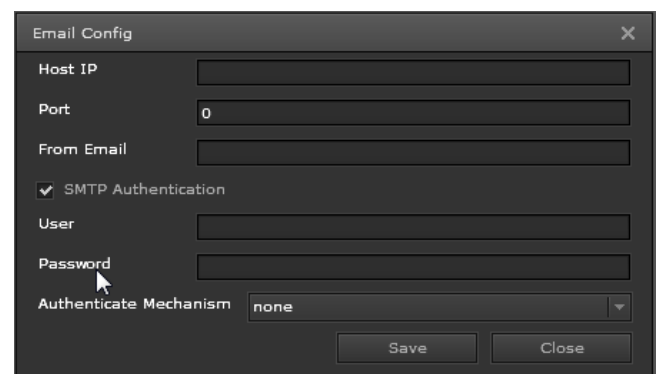 Email Config
Host IP
Port 0
From Email
SMTP Authentication
User
Password
Authenticate Mechanism none
Save Close